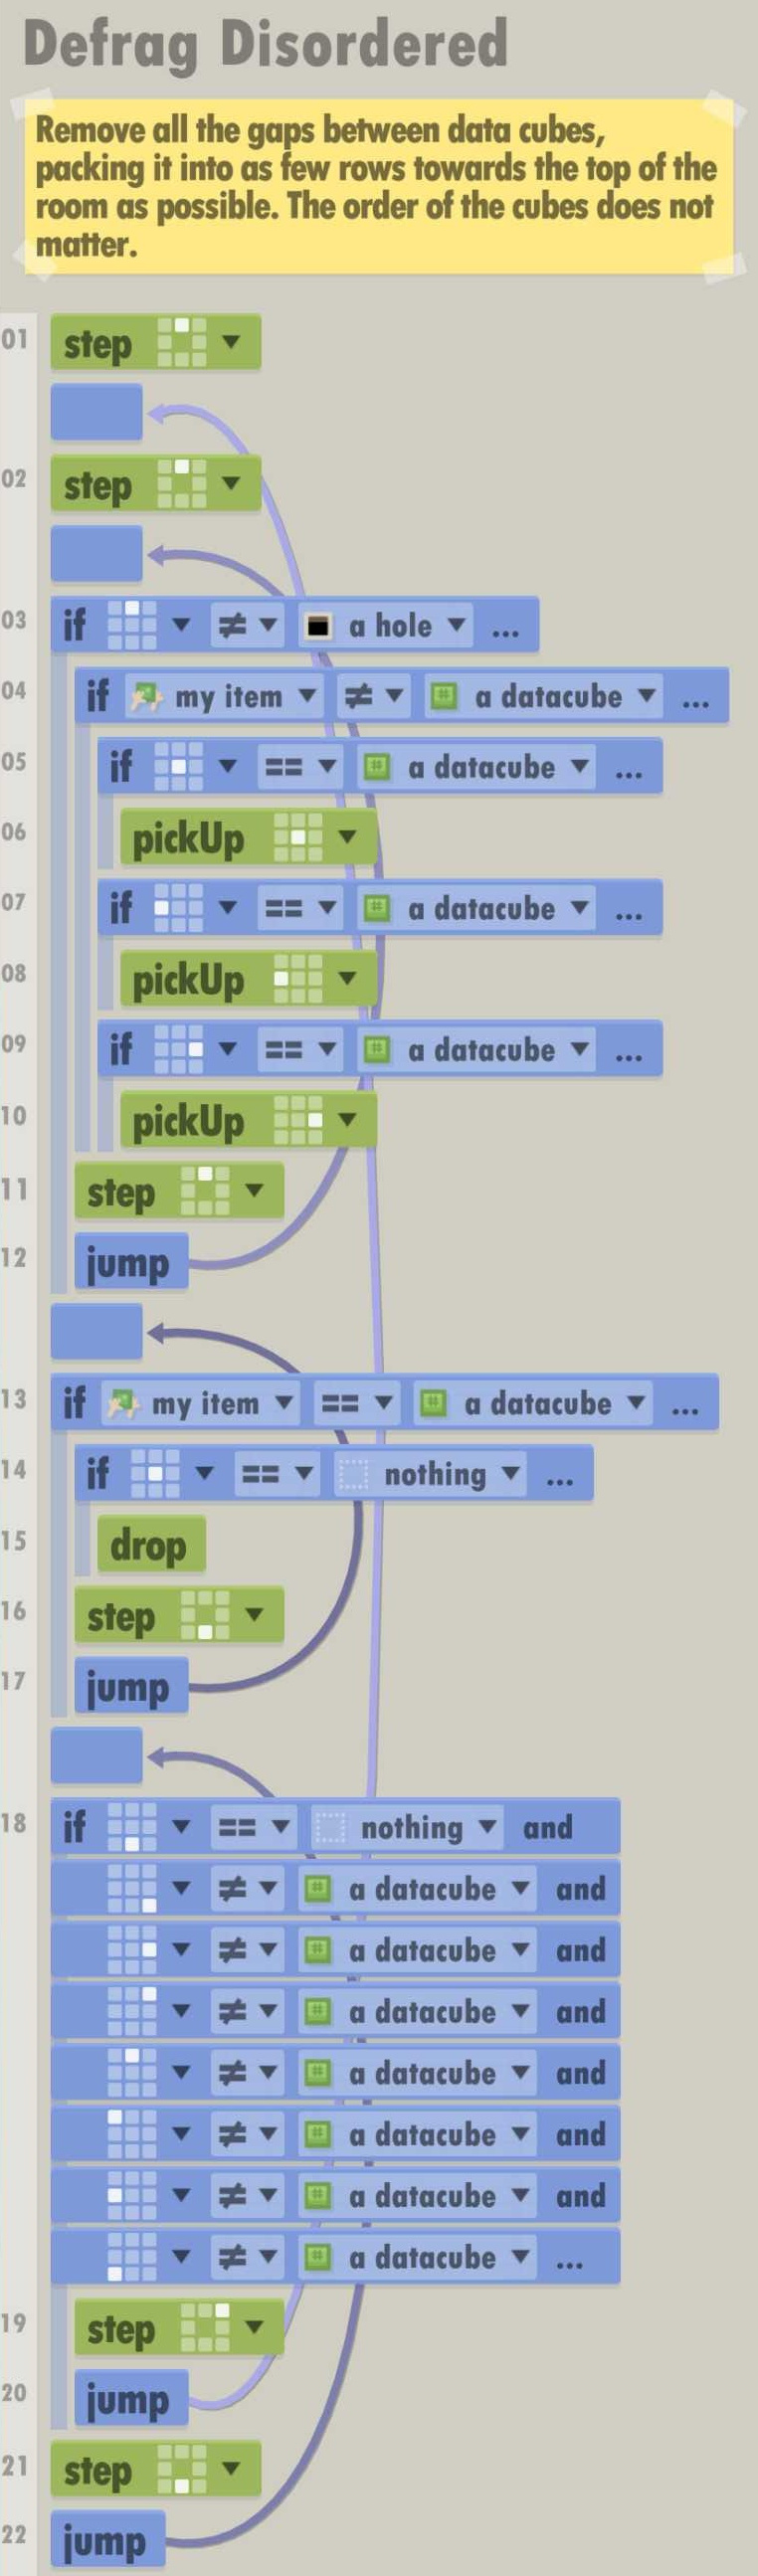 Defrag Disordered
Remove all the gaps between data cubes,
packing it into as few rows towards the top of the
room as possible. The order of the cubes does not
matter.
01 step
02 step
03 if ≠ a hole ...
04 if my item ≠ a datacube ...
05 if == a datacube ...
06 pickUp
07 if == a datacube ...
08 pickUp
09 if == a datacube ...
10 pickUp
11 step
12 jump
13 if my item == a datacube ...
14 if == nothing ...
15 drop
16 step
17 jump
18 if == nothing and
≠ a datacube and
≠ a datacube and
≠ a datacube and
≠ a datacube and
≠ a datacube and
≠ a datacube and
≠ a datacube ...
19 step
20 jump
21 step
22 jump